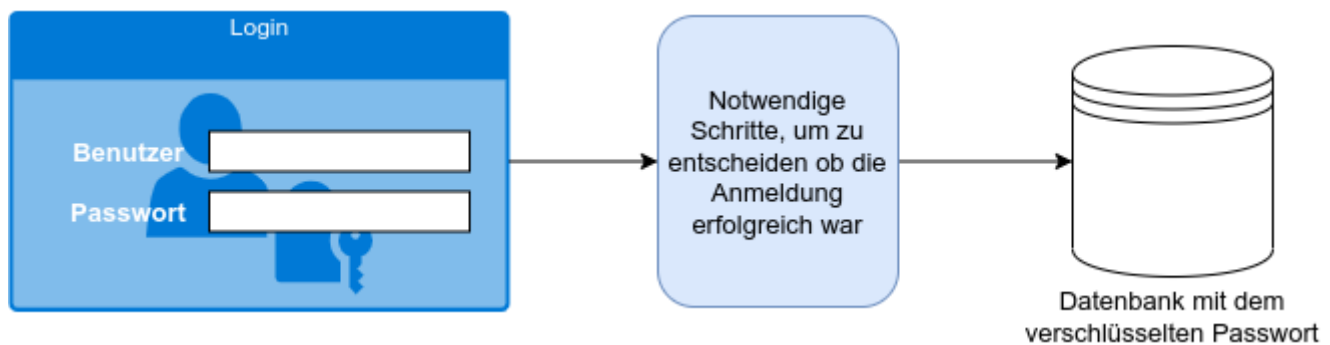 Login
Benutzer
Passwort
Notwendige
Schritte, um zu
entscheiden ob die
Anmeldung
erfolgreich war
Datenbank mit dem
verschlüsselten Passwort